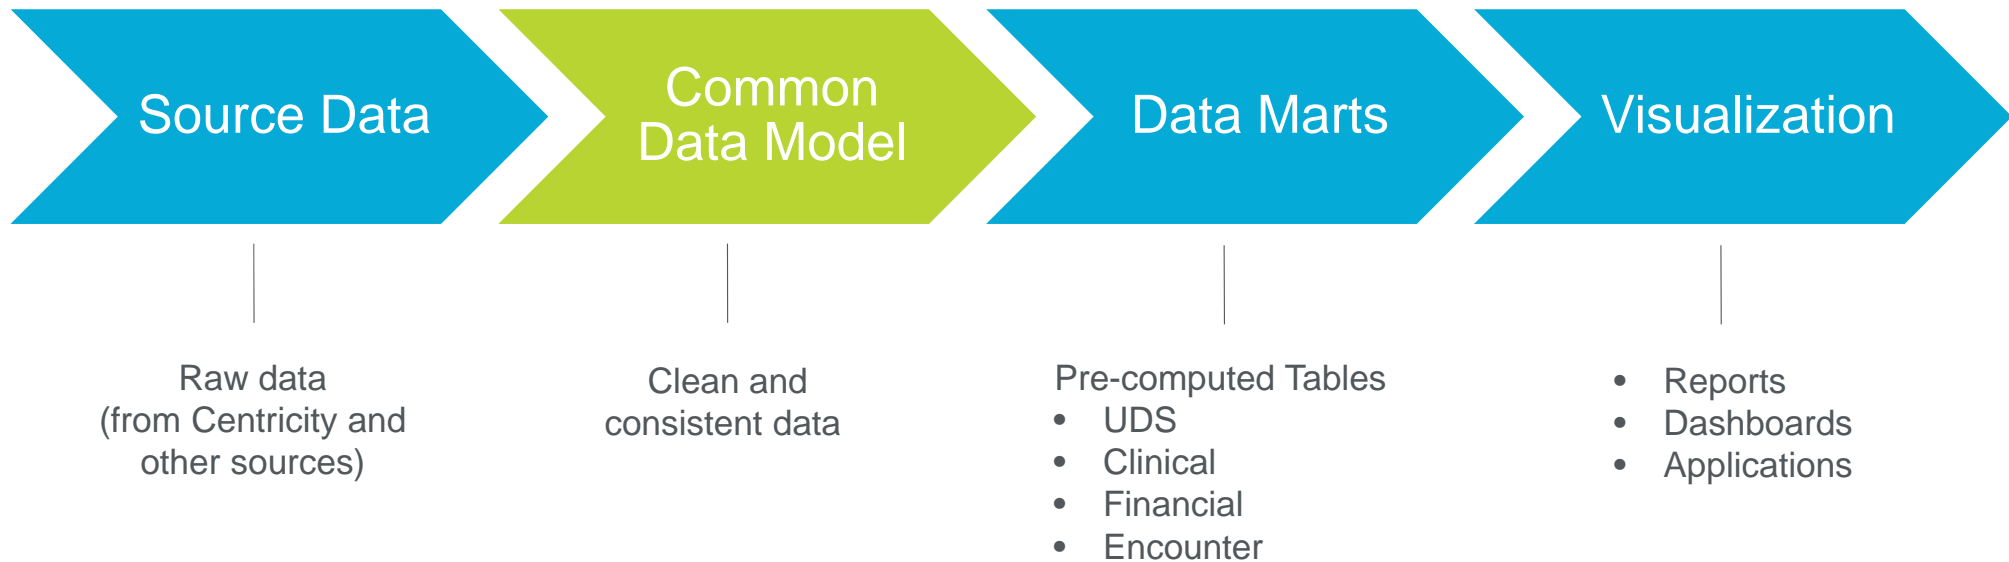 Source Data
Common
Data Model
Data Marts
Visualization
Raw data
(from Centricity and
other sources)
Clean and
consistent data
Pre-computed Tables
• UDS
• Clinical
• Financial
• Encounter
• Reports
• Dashboards
• Applications